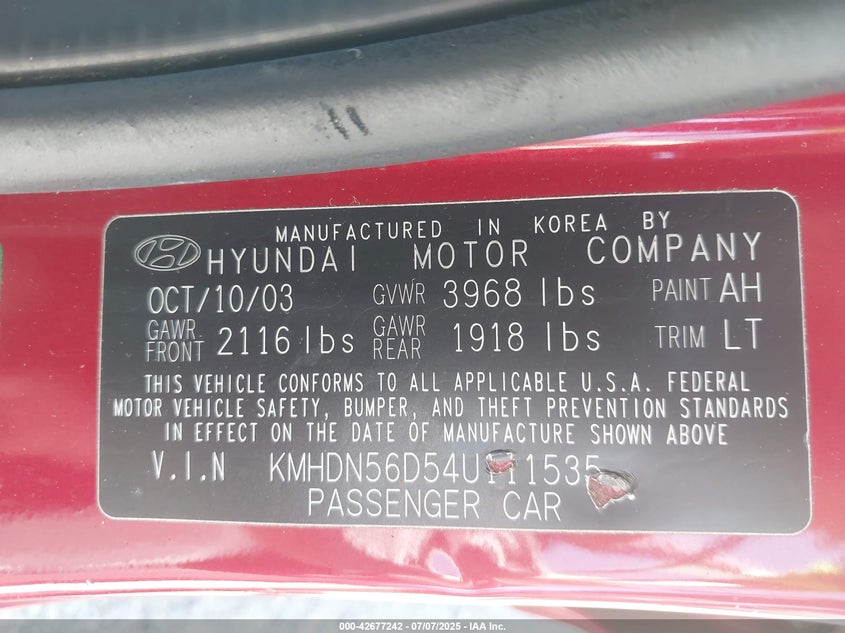 MANUFACTURED IN KOREA BY
HYUNDAI MOTOR COMPANY
OCT/10/03 GVWR 3968 lbs PAINT AH
GAWR FRONT 2116 lbs GAWR REAR 1918 lbs TRIM LT
THIS VEHICLE CONFORMS TO ALL APPLICABLE U.S.A. FEDERAL
MOTOR VEHICLE SAFETY, BUMPER, AND THEFT PREVENTION STANDARDS
IN EFFECT ON THE DATE OF MANUFACTURE SHOWN ABOVE
V.I.N KMHDN56D54U111535
PASSENGER CAR
000-42677242 - 07/07/2025 - IAA Inc.